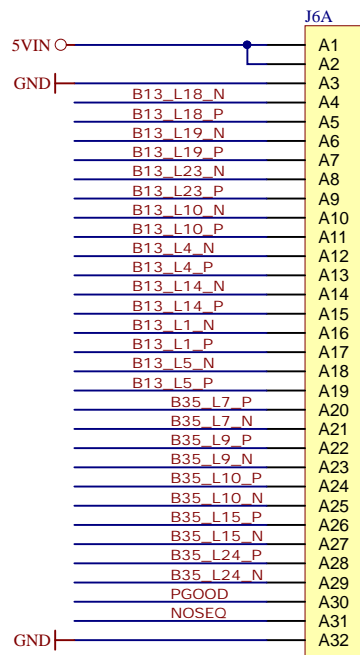 J6A
5VIN A1
A2
GND A3
B13_L18_N A4
B13_L18_P A5
B13_L19_N A6
B13_L19_P A7
B13_L23_N A8
B13_L23_P A9
B13_L10_N A10
B13_L10_P A11
B13_L4_N A12
B13_L4_P A13
B13_L14_N A14
B13_L14_P A15
B13_L1_N A16
B13_L1_P A17
B13_L5_N A18
B13_L5_P A19
B35_L7_P A20
B35_L7_N A21
B35_L9_P A22
B35_L9_N A23
B35_L10_P A24
B35_L10_N A25
B35_L15_P A26
B35_L15_N A27
B35_L24_P A28
B35_L24_N A29
PGOOD A30
NOSEQ A31
GND A32